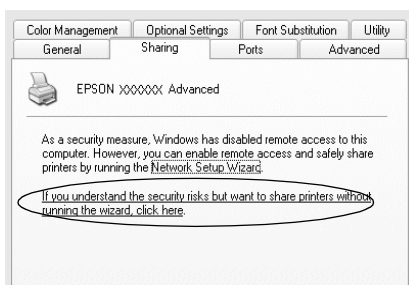 Color Management Optional Settings Font Substitution Utility
General Sharing Ports Advanced
EPSON XXXXXX Advanced
As a security measure, Windows has disabled remote access to this
computer. However, you can enable remote access and safely share
printers by running the Network Setup Wizard.
If you understand the security risks but want to share printers without
running the wizard, click here.